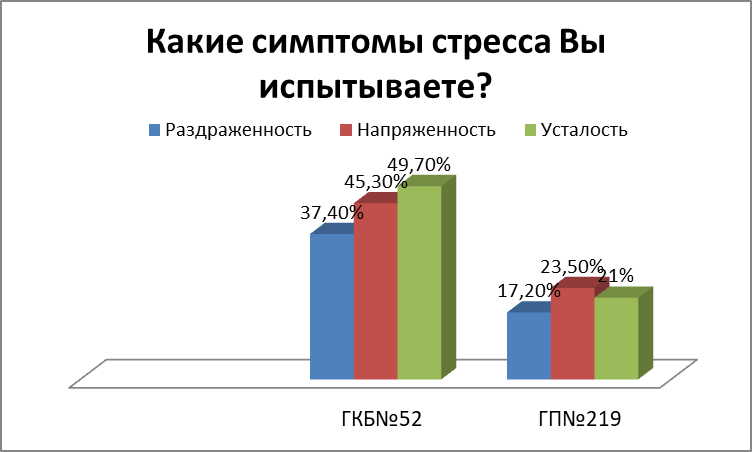 Какие симптомы стресса Вы
испытываете?
Раздраженность Напряженность Усталость
49,70%
45,30%
37,40%
23,50%
21%
17,20%
ГКБ№52 ГП№219